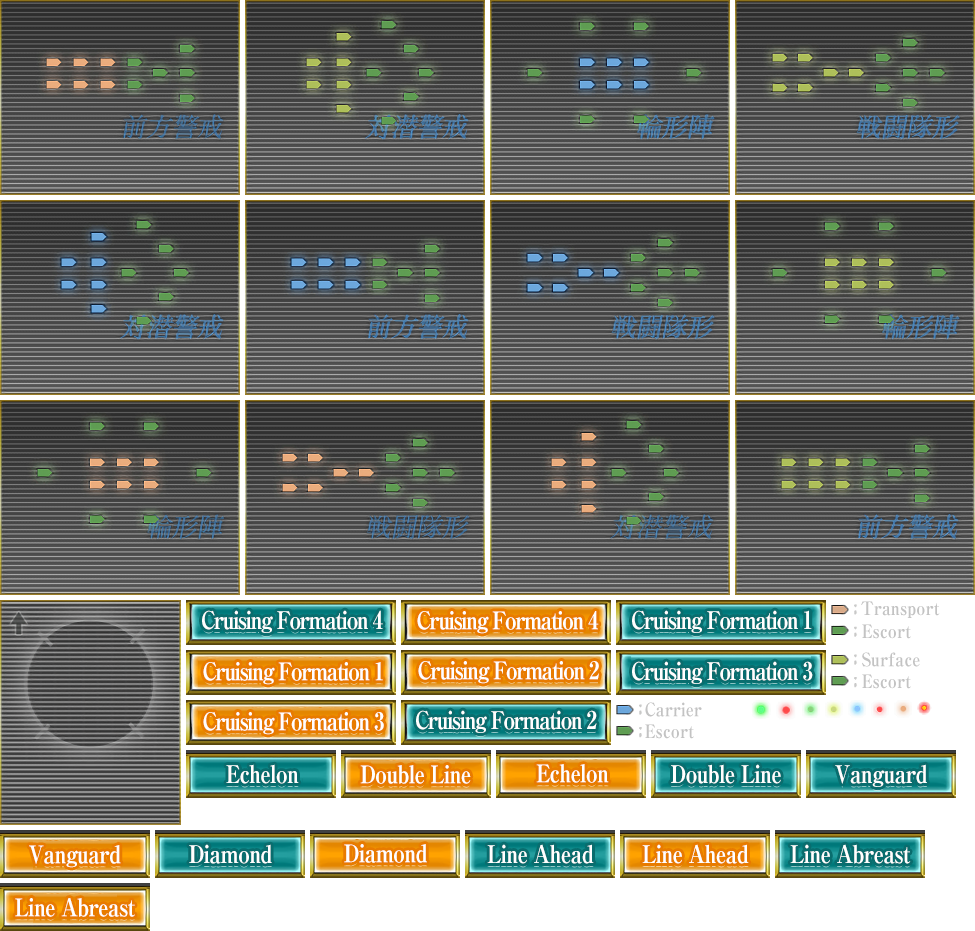 前方警戒
対潜警戒
輪形陣
戦闘隊形
対潜警戒
前方警戒
戦闘隊形
輪形陣
輪形陣
戦闘隊形
対潜警戒
前方警戒
Cruising Formation 4
Cruising Formation 4
Cruising Formation 1
: Transport
: Escort
Cruising Formation 1
Cruising Formation 2
Cruising Formation 3
: Surface
: Escort
Cruising Formation 3
Cruising Formation 2
: Carrier
: Escort
Echelon
Double Line
Echelon
Double Line
Vanguard
Vanguard
Diamond
Diamond
Line Ahead
Line Ahead
Line Abreast
Line Abreast